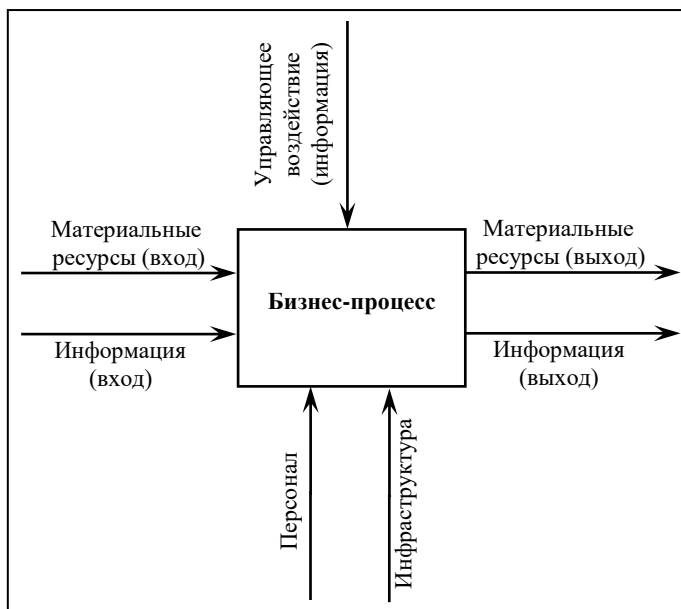 Управляющее
воздействие
(информация)
Материальные
ресурсы (вход)
Материальные
ресурсы (выход)
Бизнес-процесс
Информация
(вход)
Информация
(выход)
Персонал
Инфраструктура